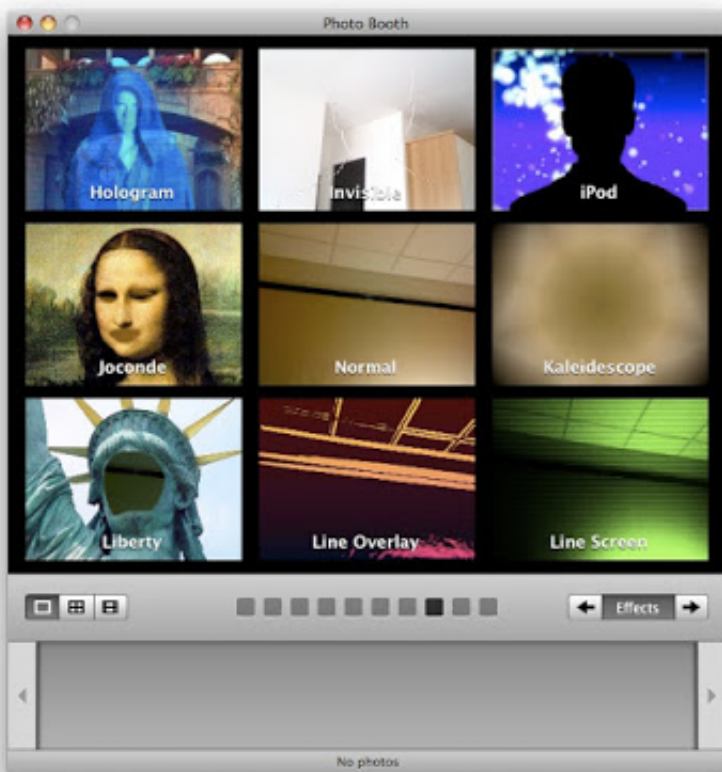 Photo Booth
Hologram
Invisible
iPod
Joconde
Normal
Kaleidescope
Liberty
Line Overlay
Line Screen
Effects
No photos